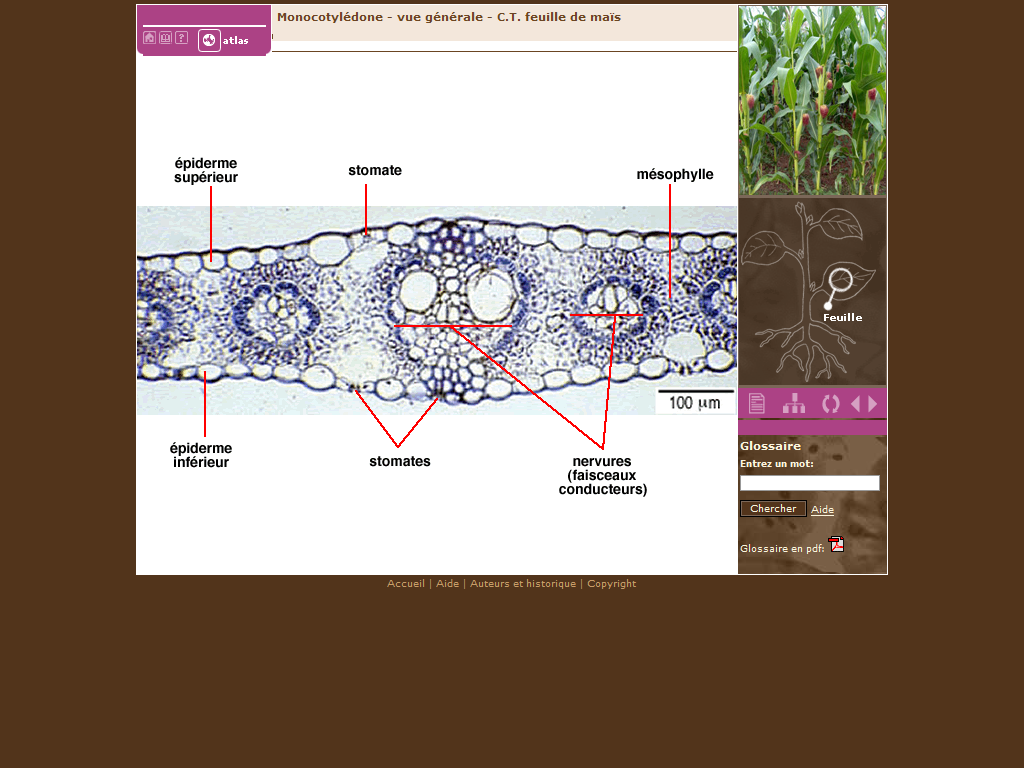 Monocotylédone - vue générale - C.T. feuille de maïs
atlas
épiderme
supérieur
stomate
mésophylle
100 µm
épiderme
inférieur
stomates
nervures
(faisceaux
conducteurs)
Feuille
Glossaire
Entrez un mot:
Chercher
Aide
Glossaire en pdf:
Accueil | Aide | Auteurs et historique | Copyright